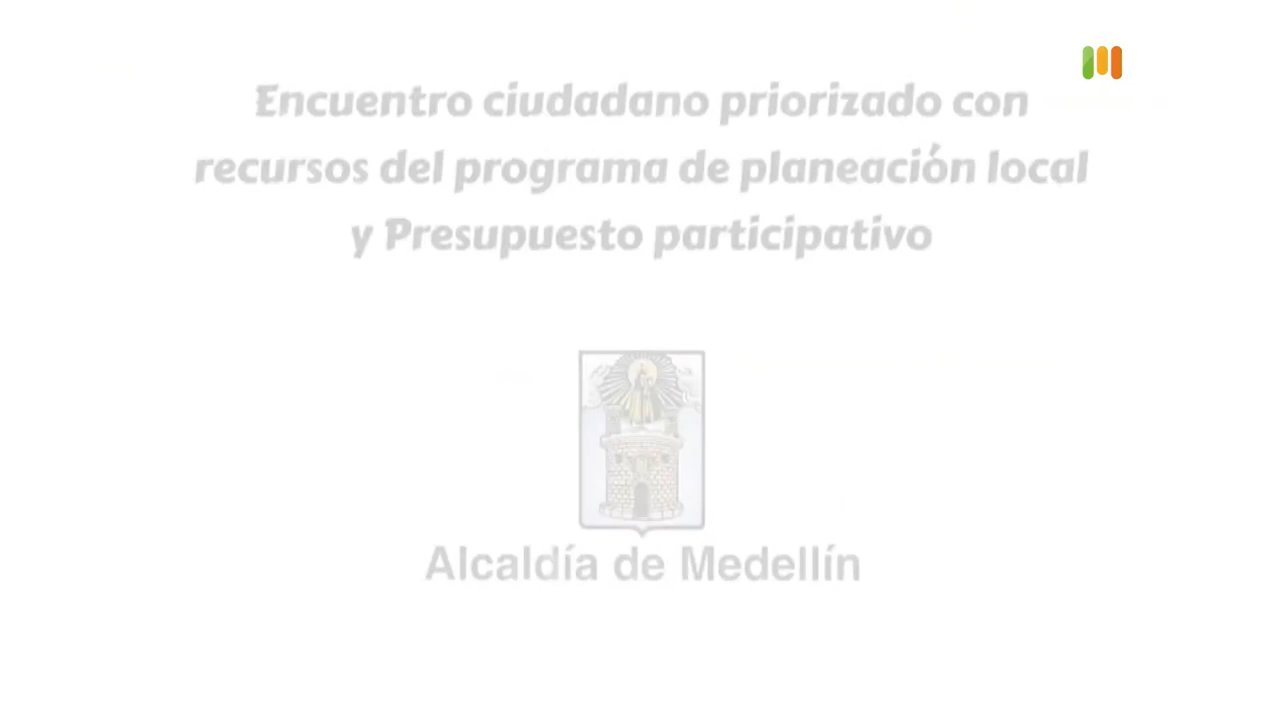 Encuentro ciudadano priorizado con
recursos del programa de planeación local
y Presupuesto participativo
Alcaldía de Medellín